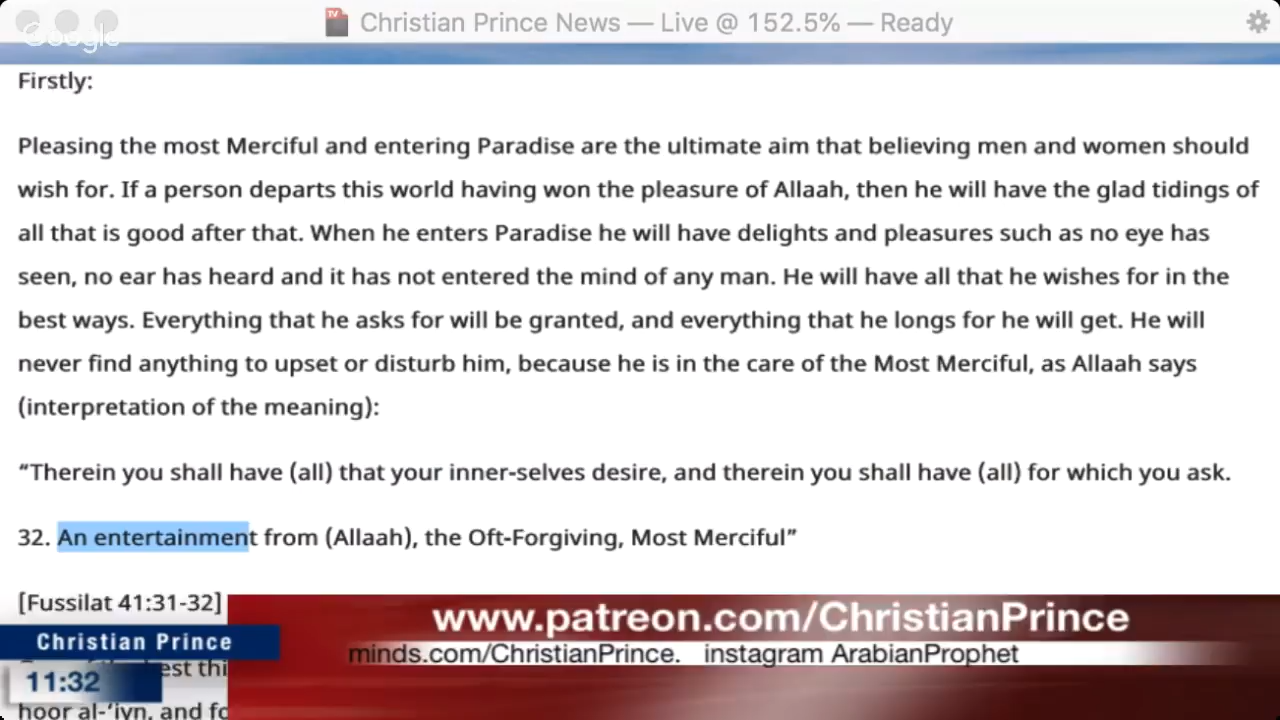 Christian Prince News — Live @ 152.5% — Ready
Google
Firstly:
Pleasing the most Merciful and entering Paradise are the ultimate aim that believing men and women should
wish for. If a person departs this world having won the pleasure of Allaah, then he will have the glad tidings of
all that is good after that. When he enters Paradise he will have delights and pleasures such as no eye has
seen, no ear has heard and it has not entered the mind of any man. He will have all that he wishes for in the
best ways. Everything that he asks for will be granted, and everything that he longs for he will get. He will
never find anything to upset or disturb him, because he is in the care of the Most Merciful, as Allaah says
(interpretation of the meaning):
“Therein you shall have (all) that your inner-selves desire, and therein you shall have (all) for which you ask.
32. An entertainment from (Allaah), the Oft-Forgiving, Most Merciful”
[Fussilat 41:31-32]
www.patreon.com/ChristianPrince
Christian Prince
minds.com/ChristianPrince. instagram ArabianProphet
11:32
hoor al-‘iyn, and